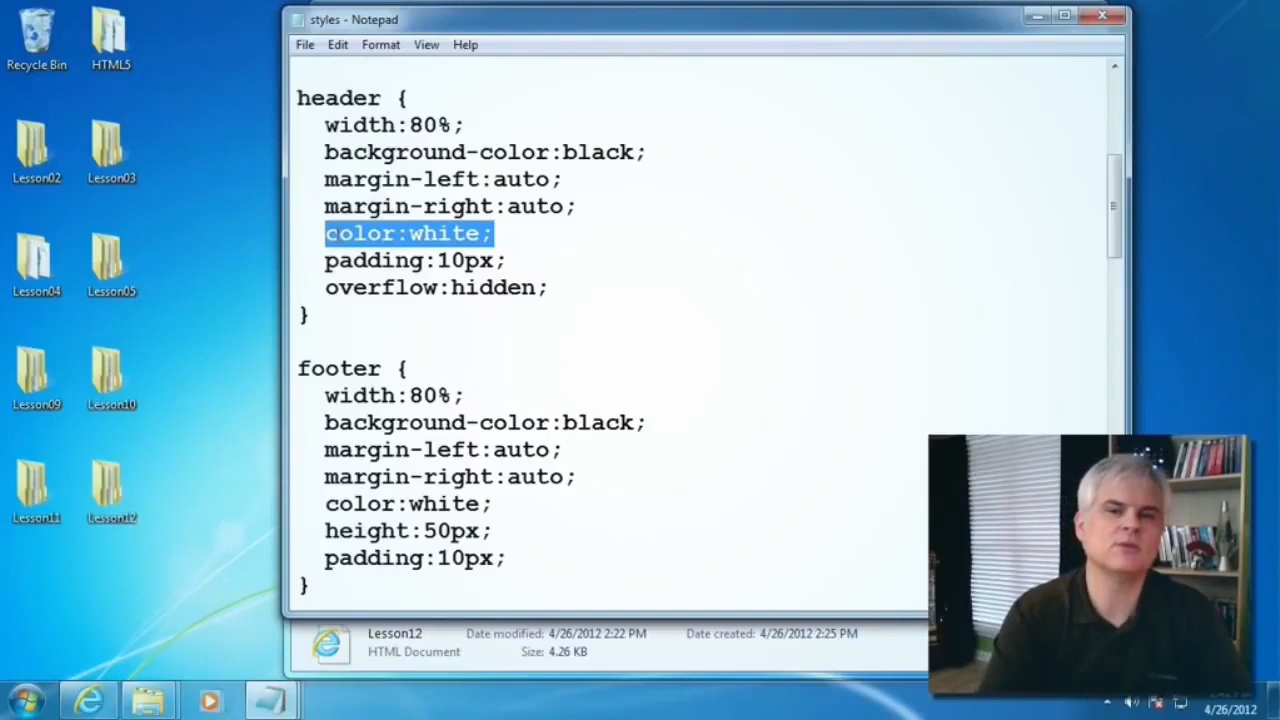 Recycle Bin
HTML5
Lesson02
Lesson03
Lesson04
Lesson05
Lesson09
Lesson10
Lesson11
Lesson12
styles - Notepad
File Edit Format View Help
header {
width:80%;
background-color:black;
margin-left:auto;
margin-right:auto;
color:white;
padding:10px;
overflow:hidden;
}
footer {
width:80%;
background-color:black;
margin-left:auto;
margin-right:auto;
color:white;
height:50px;
padding:10px;
}
Lesson12 Date modified: 4/26/2012 2:22 PM Date created: 4/26/2012 2:25 PM
HTML Document Size: 4.26 KB
4/26/2012